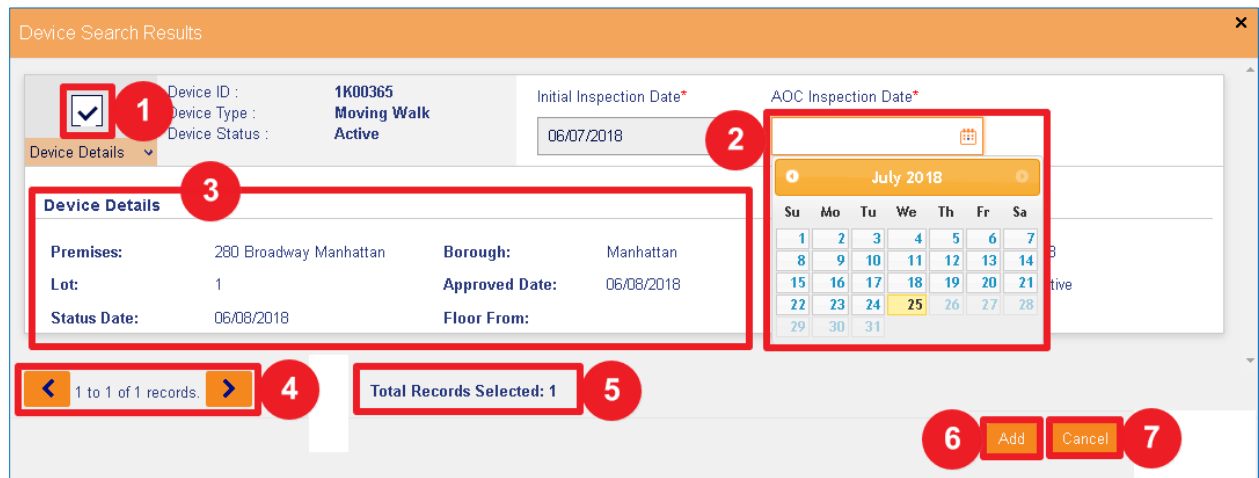 Device Search Results
×
1
Device ID : 1K00365
Device Type : Moving Walk
Device Status : Active
Device Details
Initial Inspection Date*
06/07/2018
AOC Inspection Date*
2
July 2018
Su Mo Tu We Th Fr Sa
1 2 3 4 5 6 7
8 9 10 11 12 13 14
15 16 17 18 19 20 21
22 23 24 25 26 27 28
29 30 31
3
Device Details
Premises: 280 Broadway Manhattan Borough: Manhattan
Lot: 1 Approved Date: 06/08/2018 tive
Status Date: 06/08/2018 Floor From:
1 to 1 of 1 records.
4
Total Records Selected: 1
5
6
Add
Cancel
7